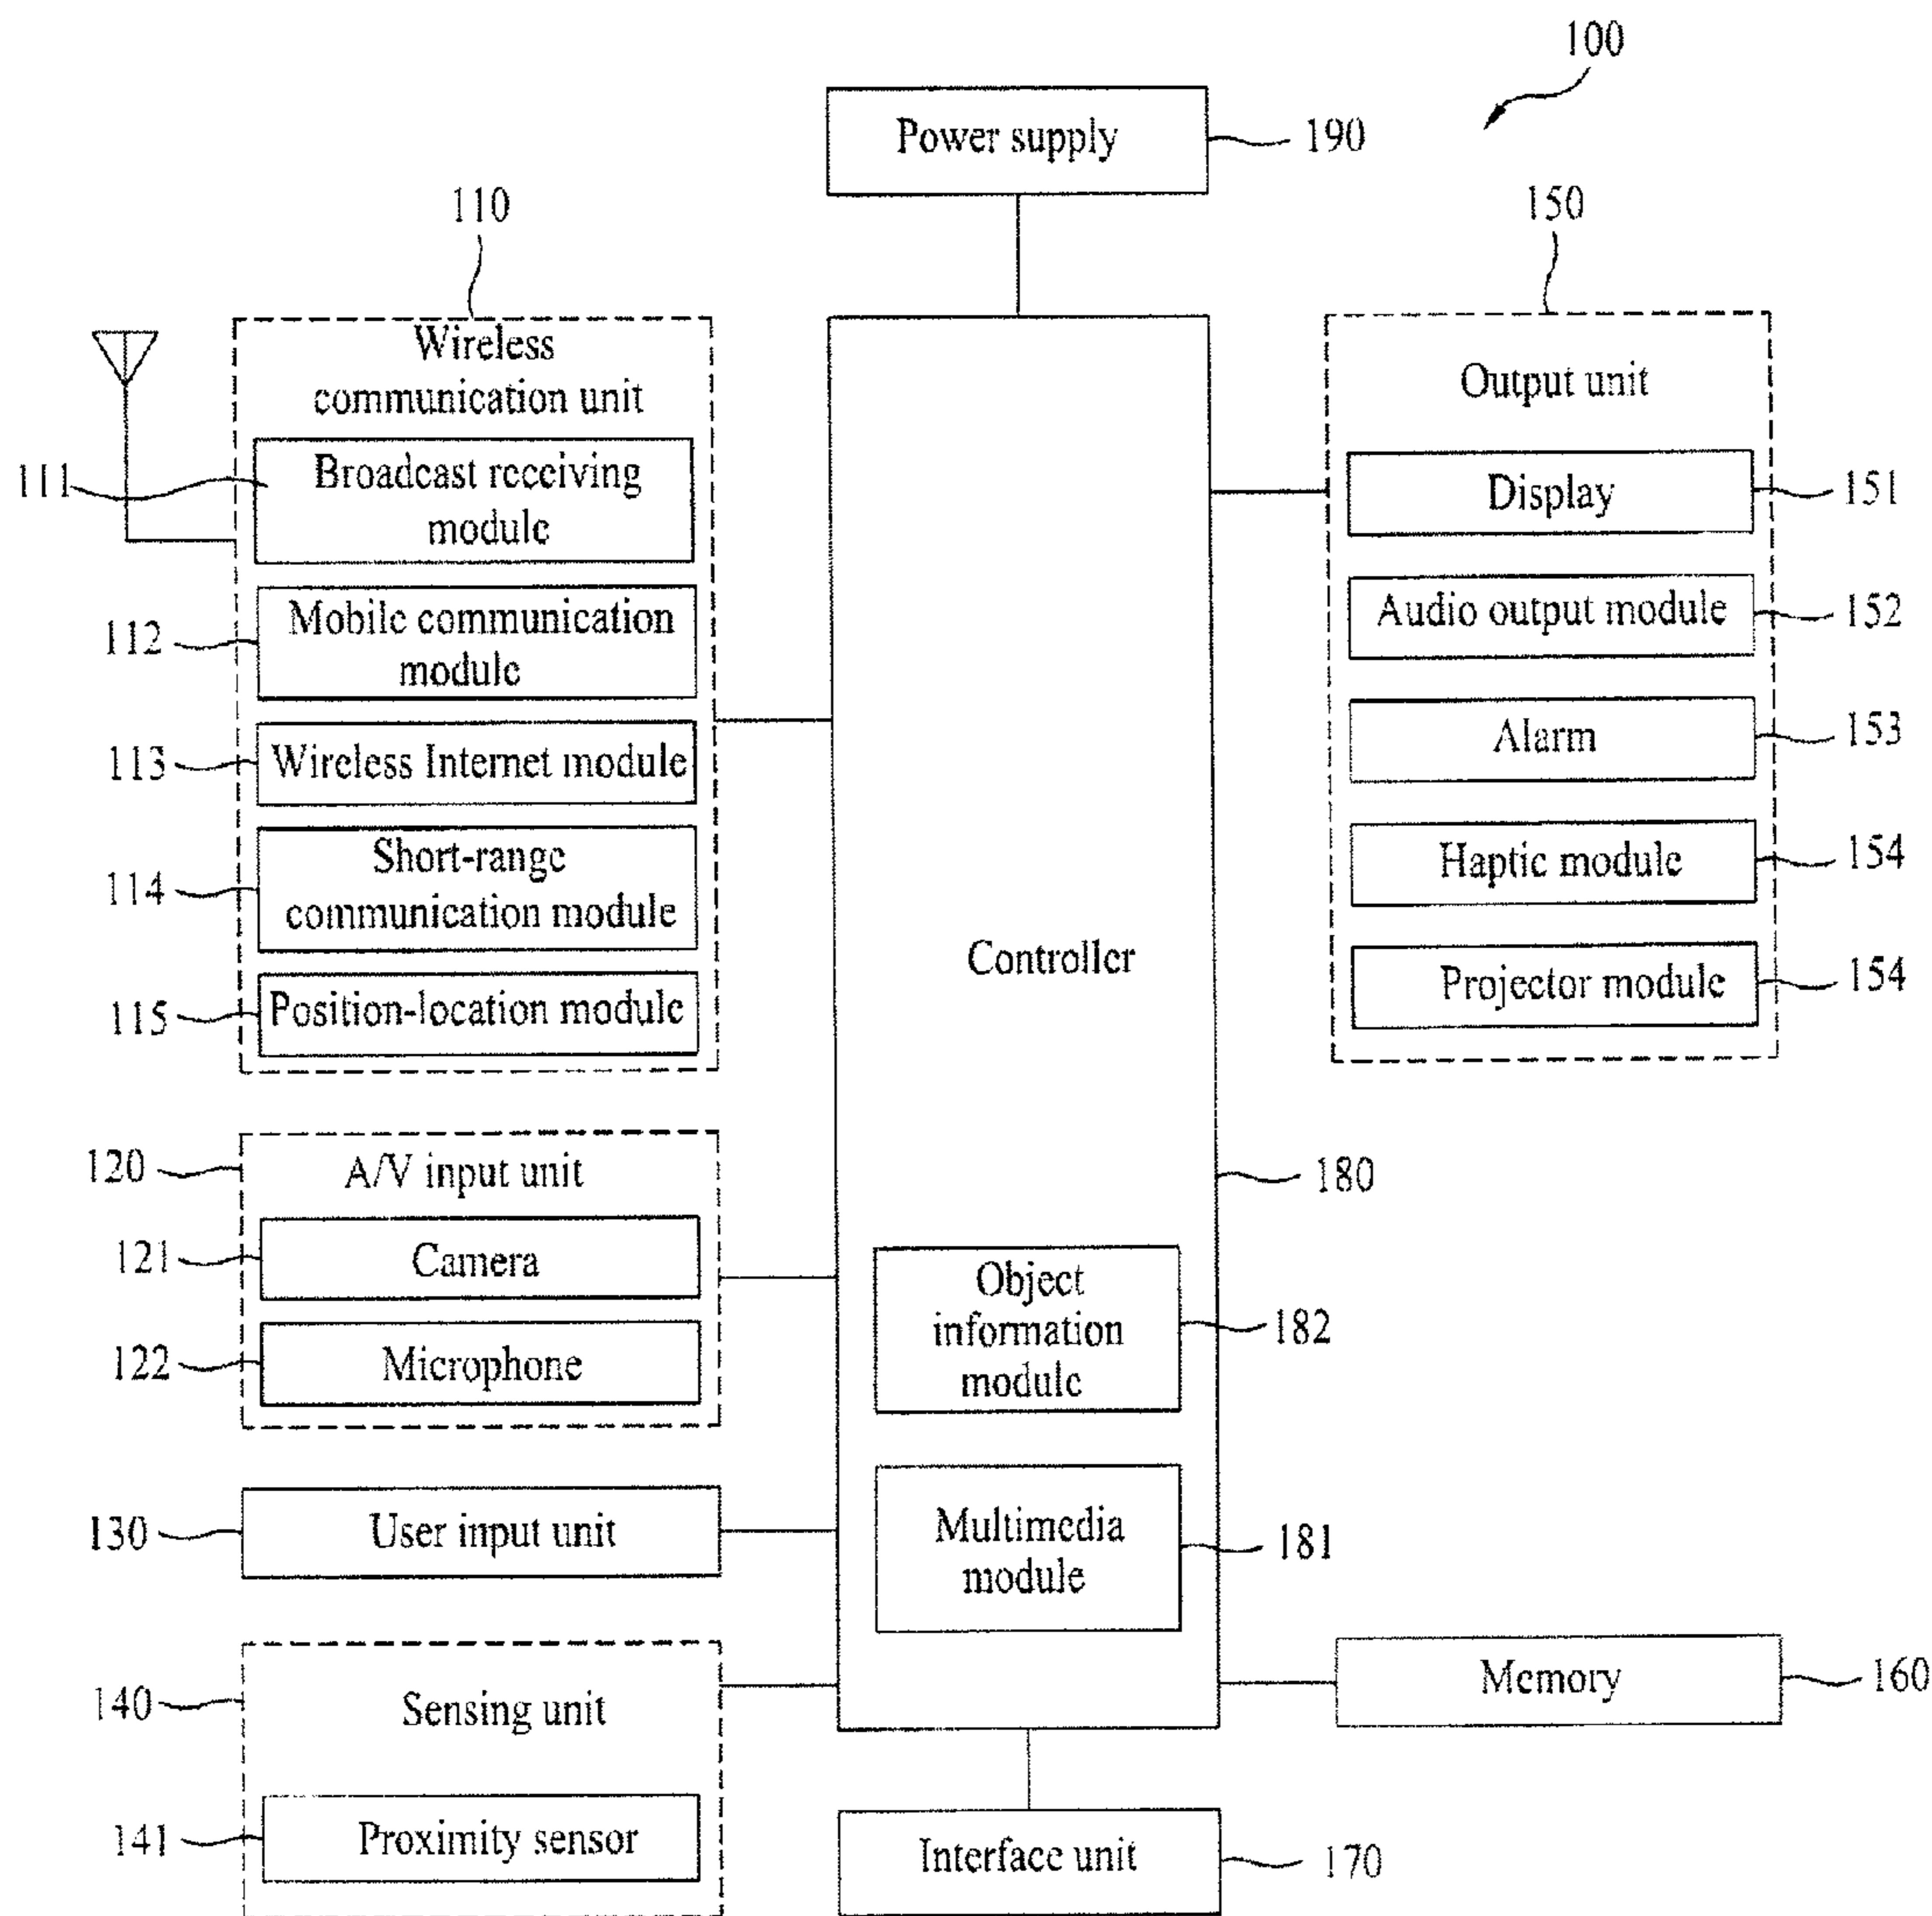 100
Power supply
190
110
150
Wireless
communication unit
Output unit
111
Broadcast receiving
module
Display
151
112
Mobile communication
module
Audio output module
152
113
Wireless Internet module
Alarm
153
114
Short-range
communication module
Haptic module
154
115
Position-location module
Projector module
154
Controller
180
120
A/V input unit
121
Camera
122
Microphone
Object
information
module
182
130
User input unit
Multimedia
module
181
140
Sensing unit
141
Proximity sensor
Memory
160
Interface unit
170